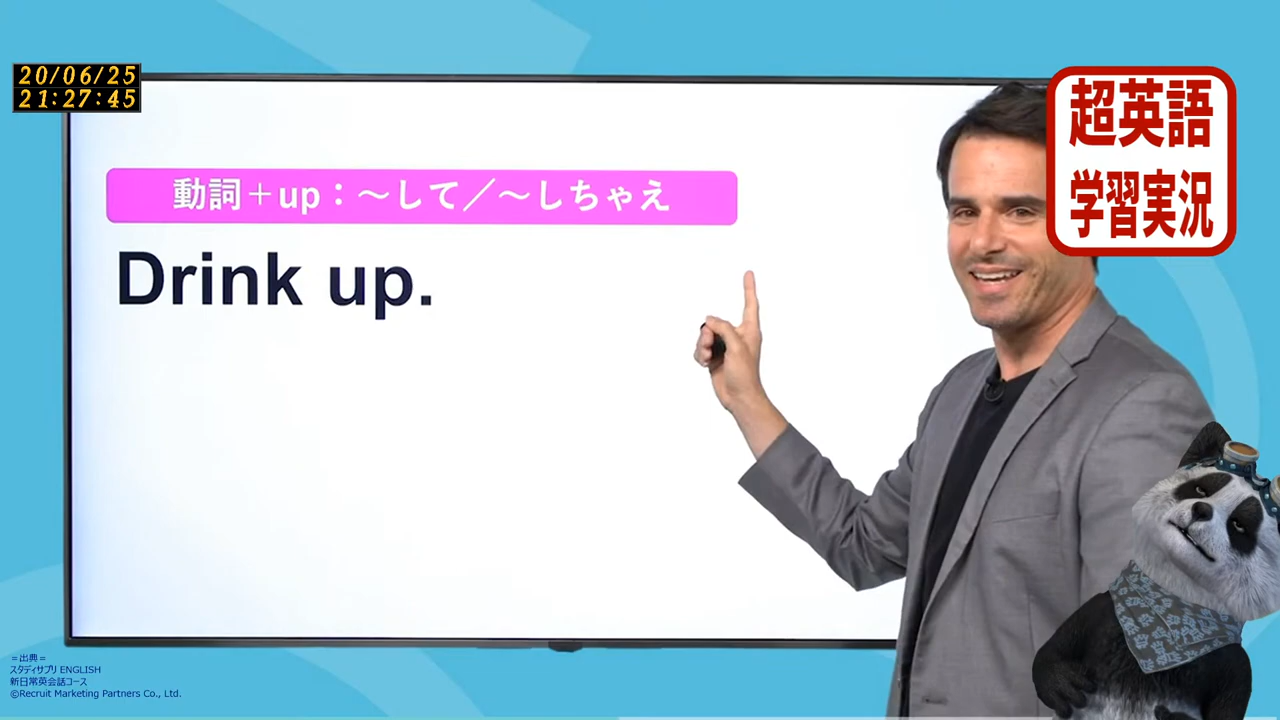 20/06/25
21:27:45
超英語
学習実況
動詞＋up：～して／～しちゃえ
Drink up.
＝出典＝
スタディサプリ ENGLISH
新日常英会話コース
©Recruit Marketing Partners Co., Ltd.